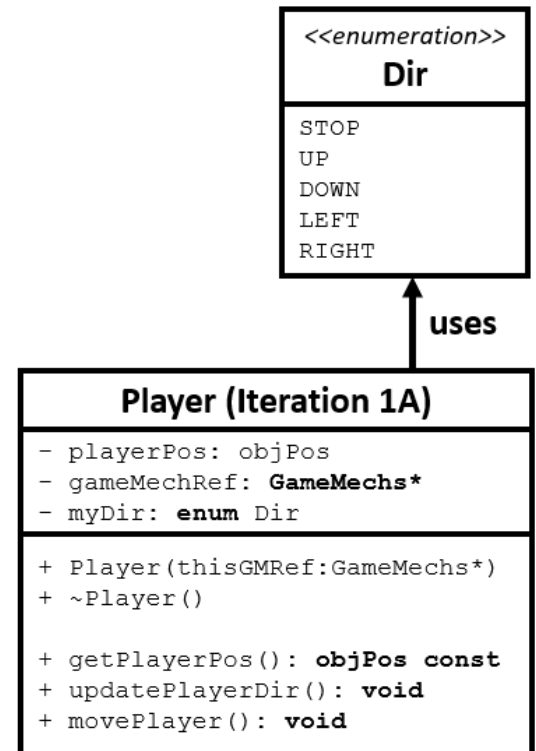 <<enumeration>>
Dir
STOP
UP
DOWN
LEFT
RIGHT
uses
Player (Iteration 1A)
- playerPos: objPos
- gameMechRef: GameMechs*
- myDir: enum Dir
+ Player(thisGMRef:GameMechs*)
+ ~Player()
+ getPlayerPos(): objPos const
+ updatePlayerDir(): void
+ movePlayer(): void